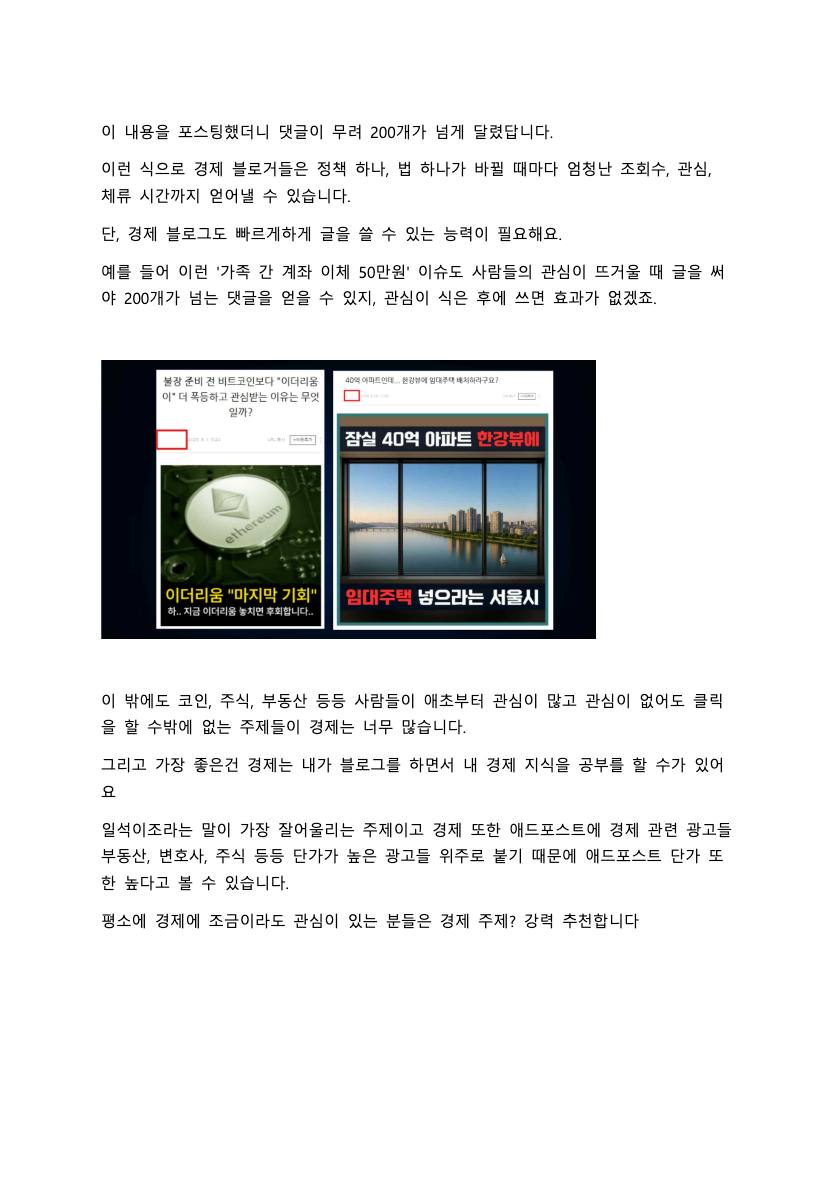 이 내용을 포스팅했더니 댓글이 무려 200개가 넘게 달렸답니다.
이런 식으로 경제 블로거들은 정책 하나, 법 하나가 바뀔 때마다 엄청난 조회수, 관심,
체류 시간까지 얻어낼 수 있습니다.
단, 경제 블로그도 빠르게하게 글을 쓸 수 있는 능력이 필요해요.
예를 들어 이런 '가족 간 계좌 이체 50만원' 이슈도 사람들의 관심이 뜨거울 때 글을 써
야 200개가 넘는 댓글을 얻을 수 있지, 관심이 식은 후에 쓰면 효과가 없겠죠.
불장 준비 전 비트코인보다 "이더리움
이" 더 폭등하고 관심받는 이유는 무엇
일까?
ethereum
이더리움 "마지막 기회"
하.. 지금 이더리움 놓치면 후회합니다..
40억 아파트인데... 한강뷰에 임대주택 배치하라구요?
잠실 40억 아파트 한강뷰에
임대주택 넣으라는 서울시
이 밖에도 코인, 주식, 부동산 등등 사람들이 애초부터 관심이 많고 관심이 없어도 클릭
을 할 수밖에 없는 주제들이 경제는 너무 많습니다.
그리고 가장 좋은건 경제는 내가 블로그를 하면서 내 경제 지식을 공부를 할 수가 있어
요
일석이조라는 말이 가장 잘어울리는 주제이고 경제 또한 애드포스트에 경제 관련 광고들
부동산, 변호사, 주식 등등 단가가 높은 광고들 위주로 붙기 때문에 애드포스트 단가 또
한 높다고 볼 수 있습니다.
평소에 경제에 조금이라도 관심이 있는 분들은 경제 주제? 강력 추천합니다